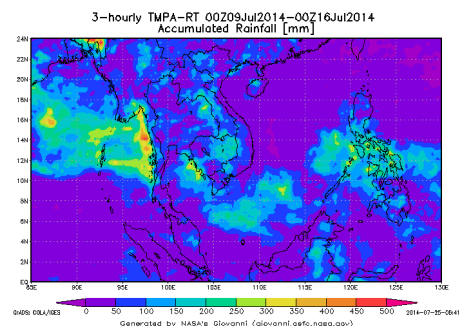 3-hourly TMPA-RT 00Z09Jul2014-00Z16Jul2014
Accumulated Rainfall [mm]
24N
22N
20N
18N
16N
14N
12N
10N
8N
6N
4N
2N
EQ
85E 90E 95E 100E 105E 110E 115E 120E 125E 130E
0 50 100 150 200 250 300 350 400 450 500
GrADS: COLA/IGES 2014-07-25-08:41
Generated by NASA's Giovanni (giovanni.gsfc.nasa.gov)